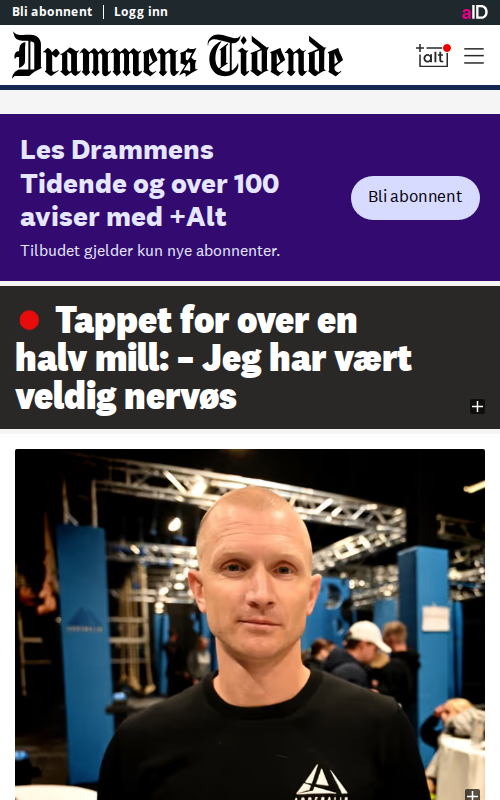 Bli abonnent | Logg inn
aID
Drammens Tidende
+alt
Les Drammens
Tidende og over 100
aviser med +Alt
Bli abonnent
Tilbudet gjelder kun nye abonnenter.
Tappet for over en
halv mill: – Jeg har vært
veldig nervøs